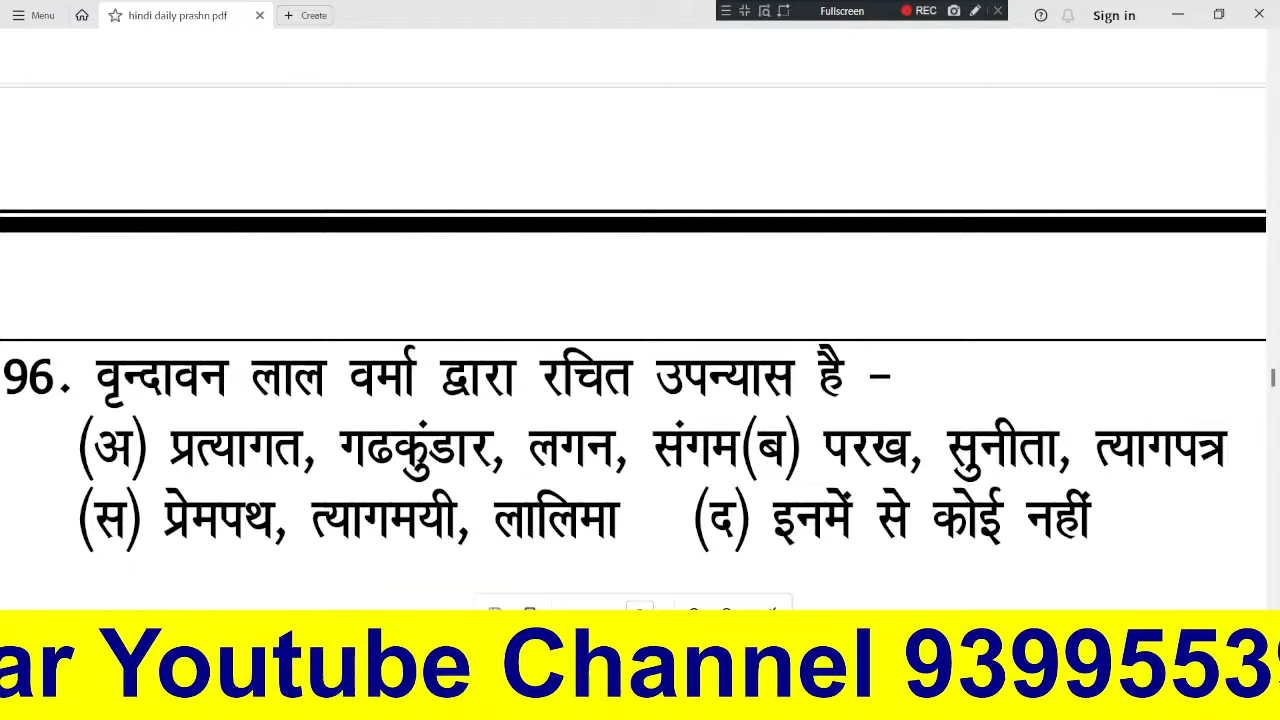 Menu
hindi daily prashn.pdf
Create
Fullscreen
REC
Sign in
96. वृन्दावन लाल वर्मा द्वारा रचित उपन्यास है –
(अ) प्रत्यागत, गढकुंडार, लगन, संगम(ब) परख, सुनीता, त्यागपत्र
(स) प्रेमपथ, त्यागमयी, लालिमा (द) इनमें से कोई नहीं
ar Youtube Channel 93995539